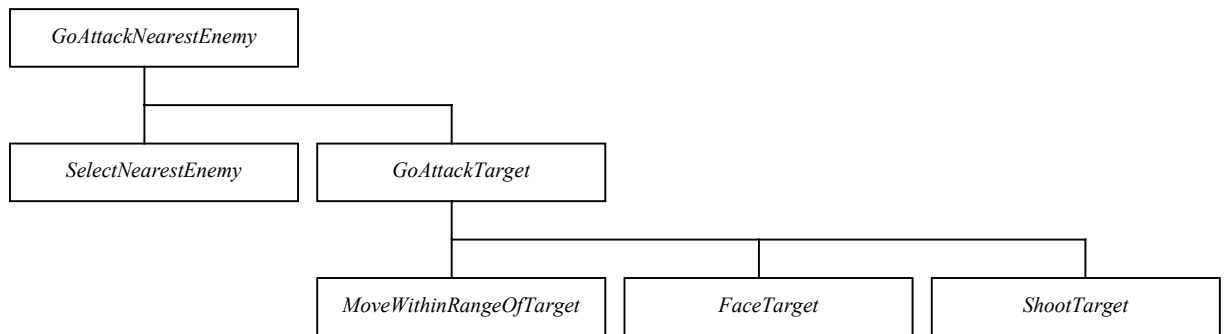 GoAttackNearestEnemy
SelectNearestEnemy
GoAttackTarget
MoveWithinRangeOfTarget
FaceTarget
ShootTarget